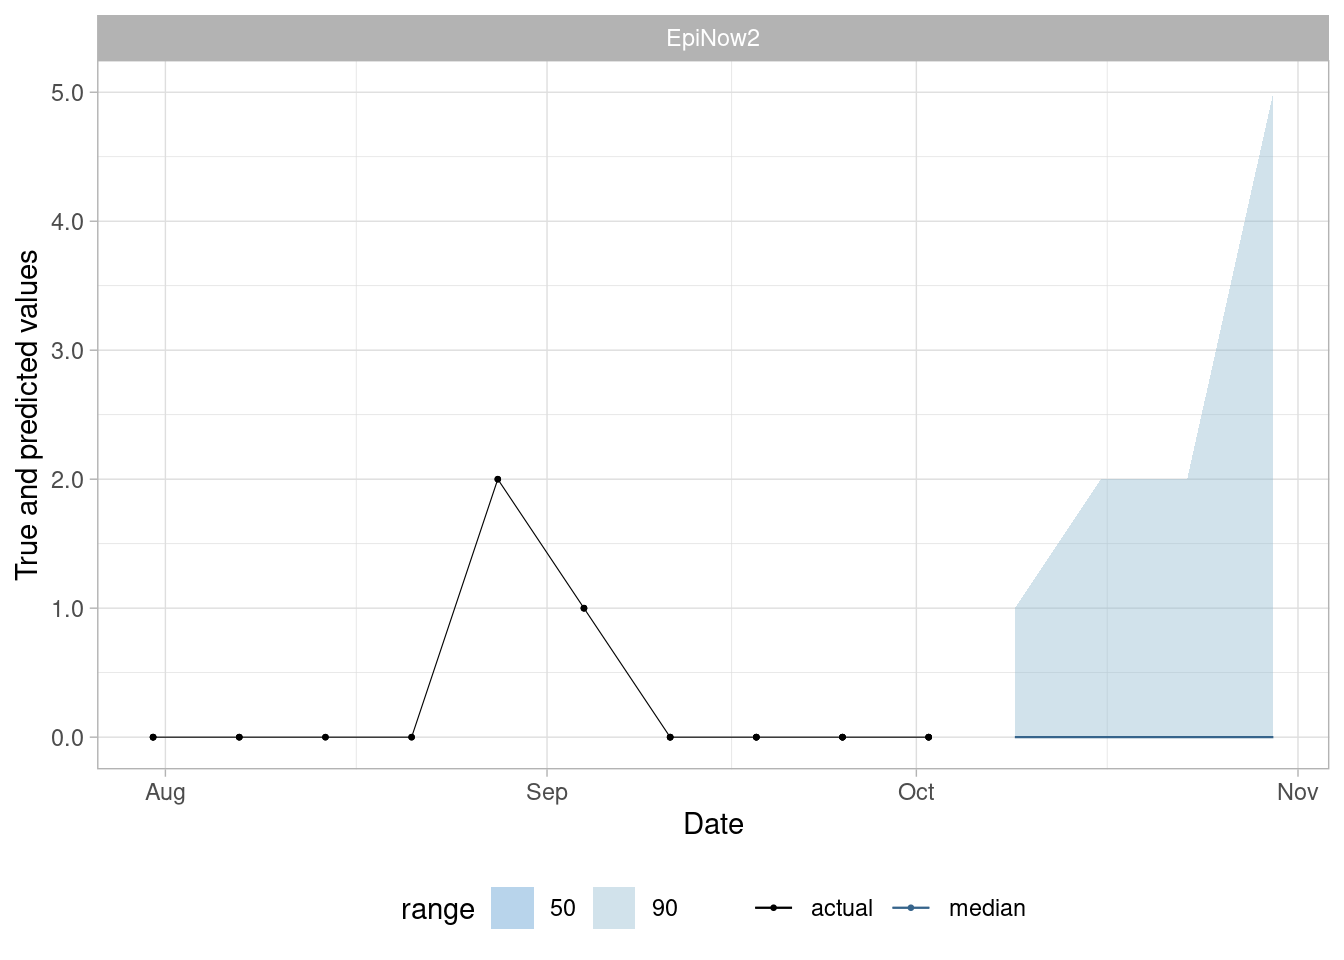 EpiNow2
5.0
4.0
3.0
2.0
1.0
0.0
True and predicted values
Aug Sep Oct Nov
Date
range 50 90 actual median